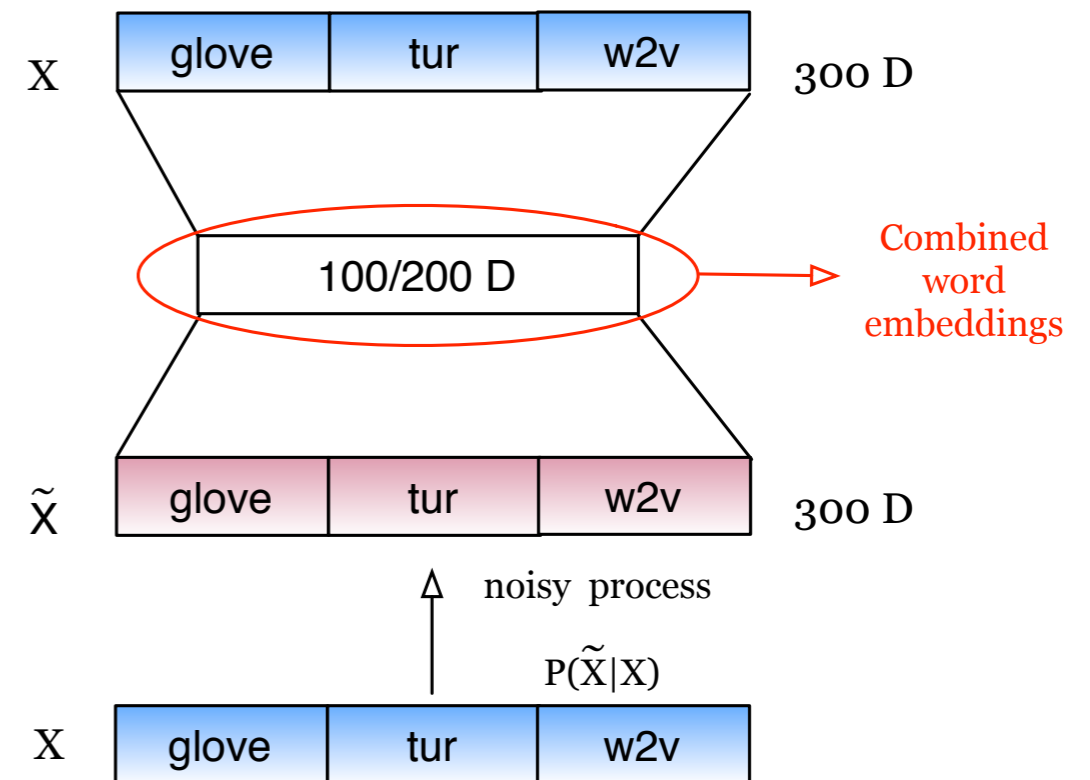 X glove tur w2v 300 D
100/200 D
Combined
word
embeddings
X̃ glove tur w2v 300 D
noisy process
P(X̃|X)
X glove tur w2v